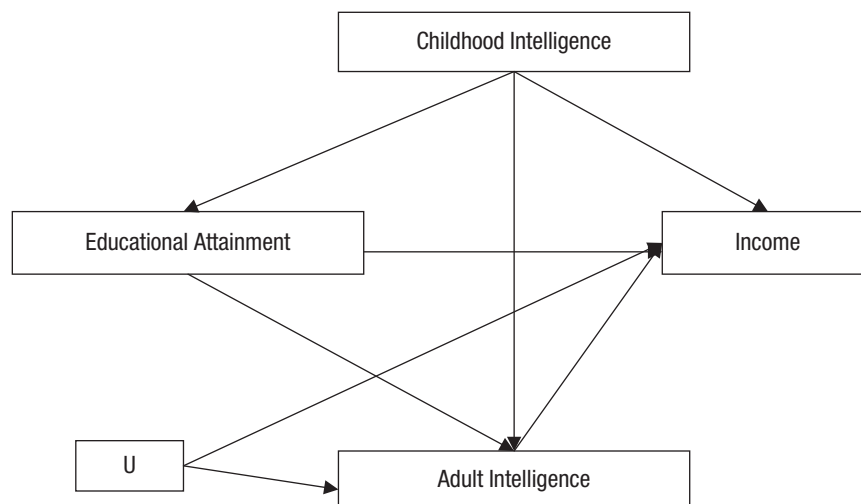 Childhood Intelligence
Educational Attainment
Income
U
Adult Intelligence